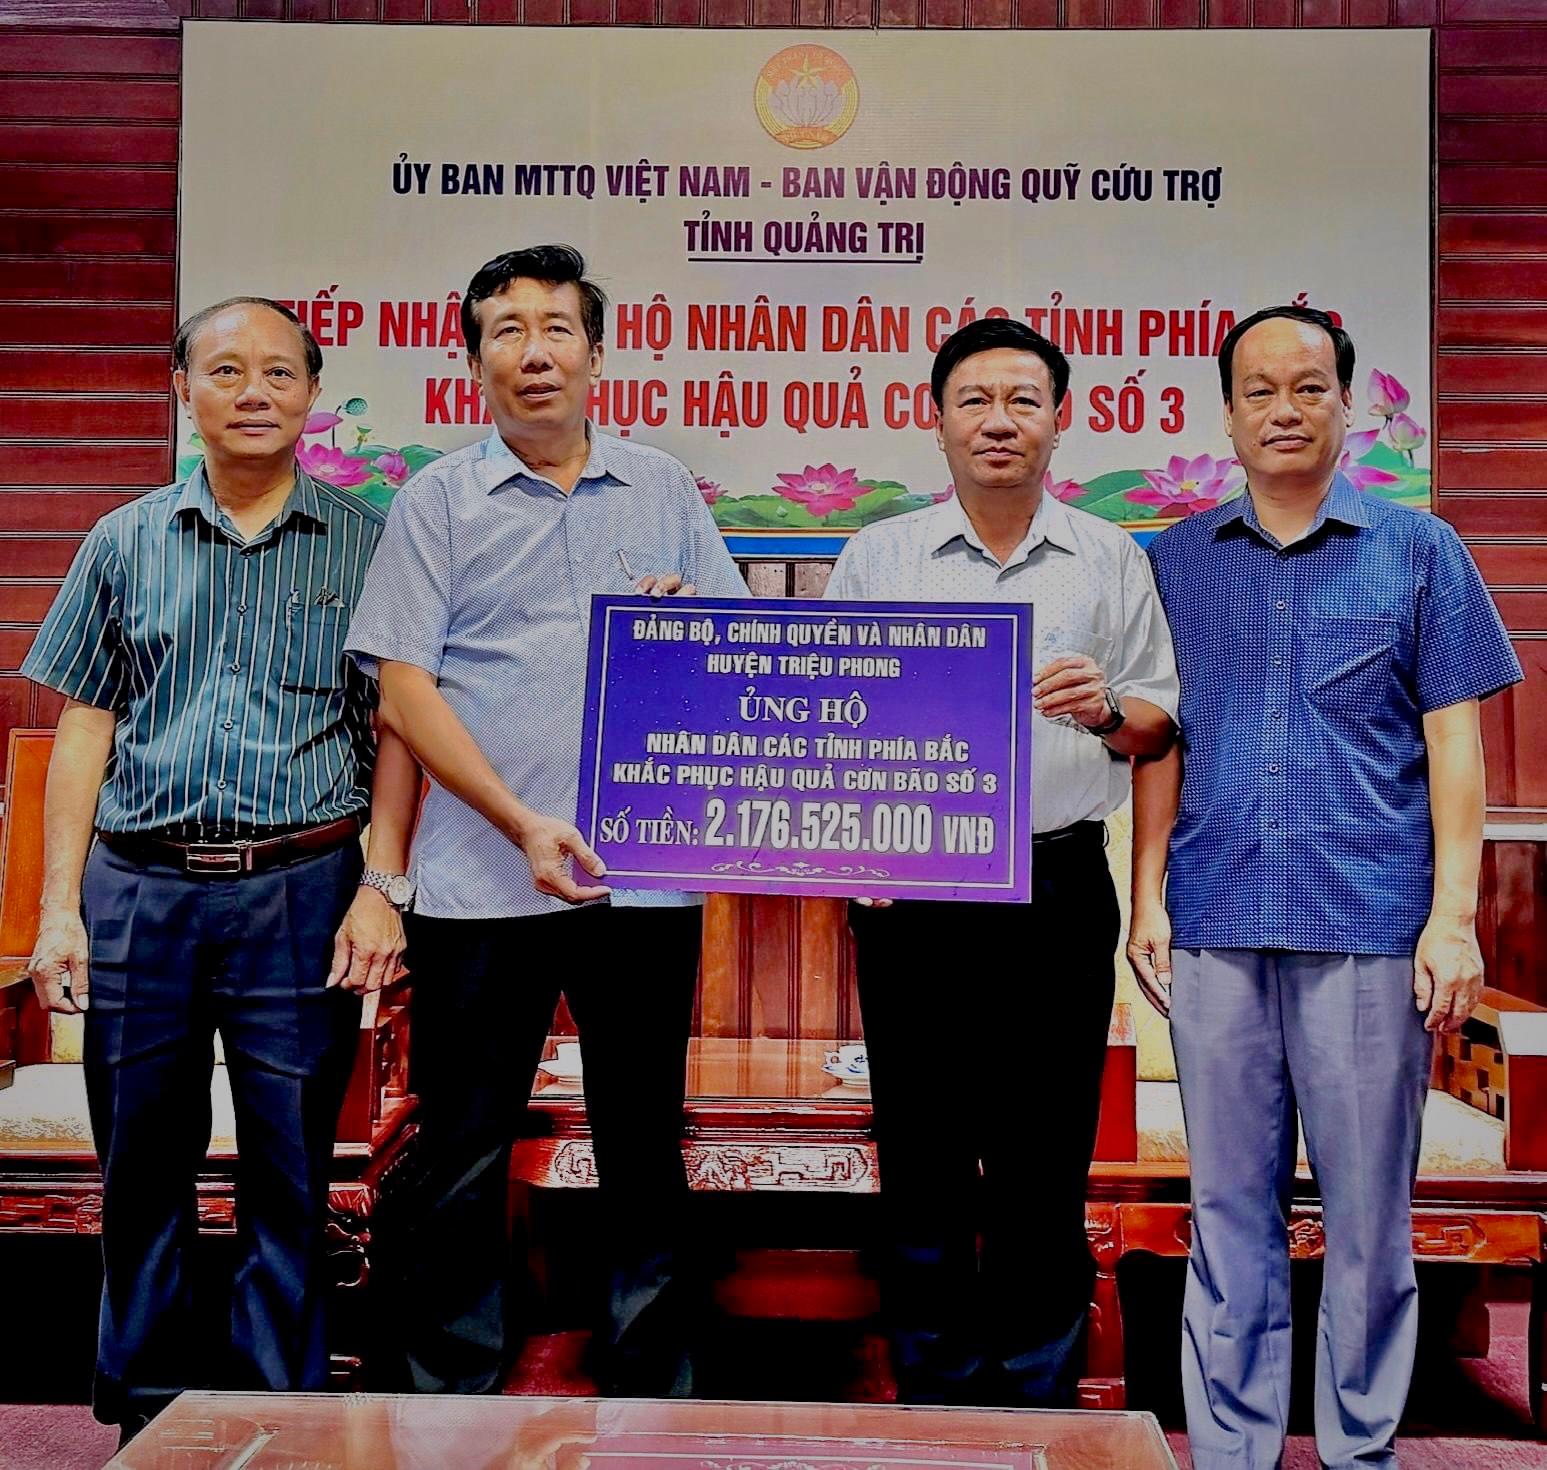 ỦY BAN MTTQ VIỆT NAM - BAN VẬN ĐỘNG QUỸ CỨU TRỢ
TỈNH QUẢNG TRỊ
HỘ NHÂN DÂN CÁC TỈNH PHÍA
HẬU QUẢ SỐ 3
ĐẢNG BỘ, CHÍNH QUYỀN VÀ NHÂN DÂN
HUYỆN TRIỆU PHONG
ỦNG HỘ
NHÂN DÂN CÁC TỈNH PHÍA BẮC
KHẮC PHỤC HẬU QUẢ CƠN BÃO SỐ 3
SỐ TIỀN: 2.176.525.000 VNĐ